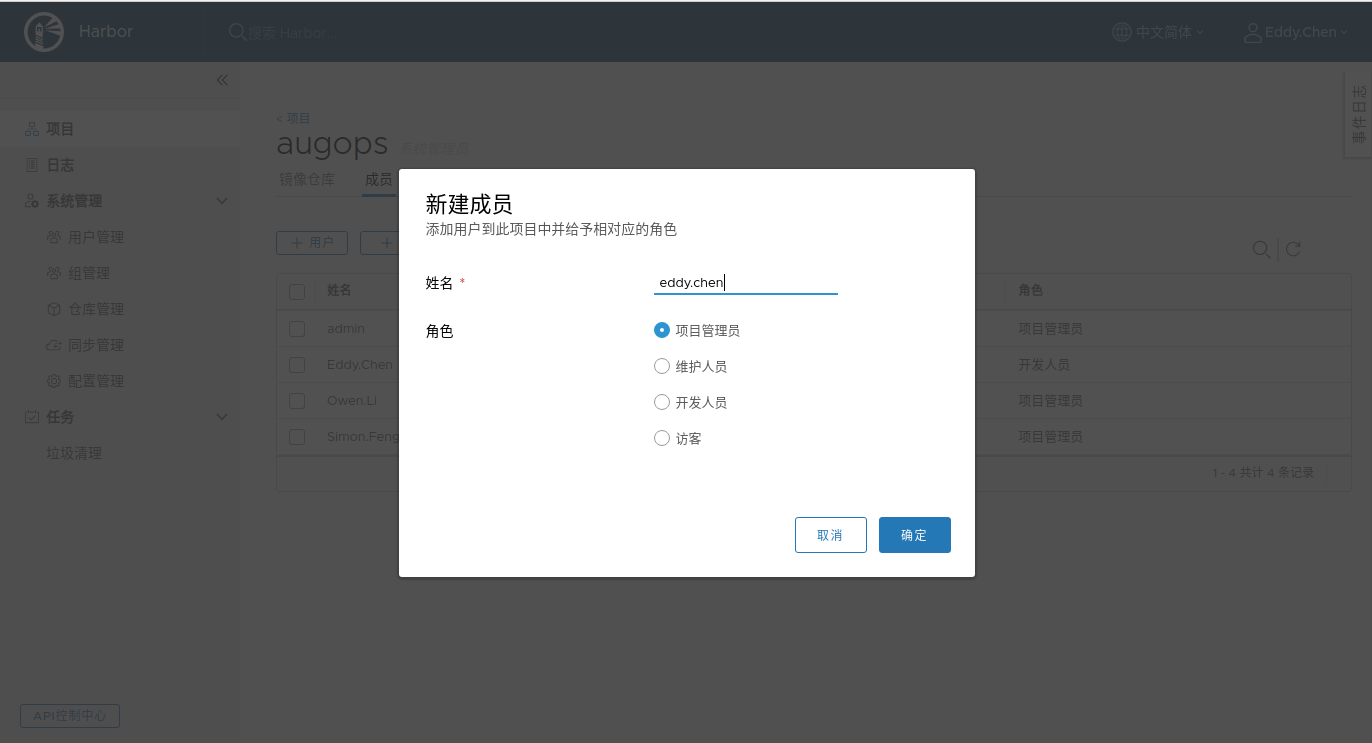 Harbor
搜索 Harbor...
中文简体
Eddy.Chen
事件日志
项目
日志
系统管理
用户管理
组管理
仓库管理
同步管理
配置管理
任务
垃圾清理
API控制中心
< 项目
augops 系统管理员
镜像仓库 成员
+ 用户
+
姓名 角色
admin 项目管理员
Eddy.Chen 开发人员
Owen.Li 项目管理员
Simon.Feng 项目管理员
1 - 4 共计 4 条记录
新建成员
添加用户到此项目中并给予相对应的角色
姓名 * eddy.chen
角色
项目管理员
维护人员
开发人员
访客
取消 确定